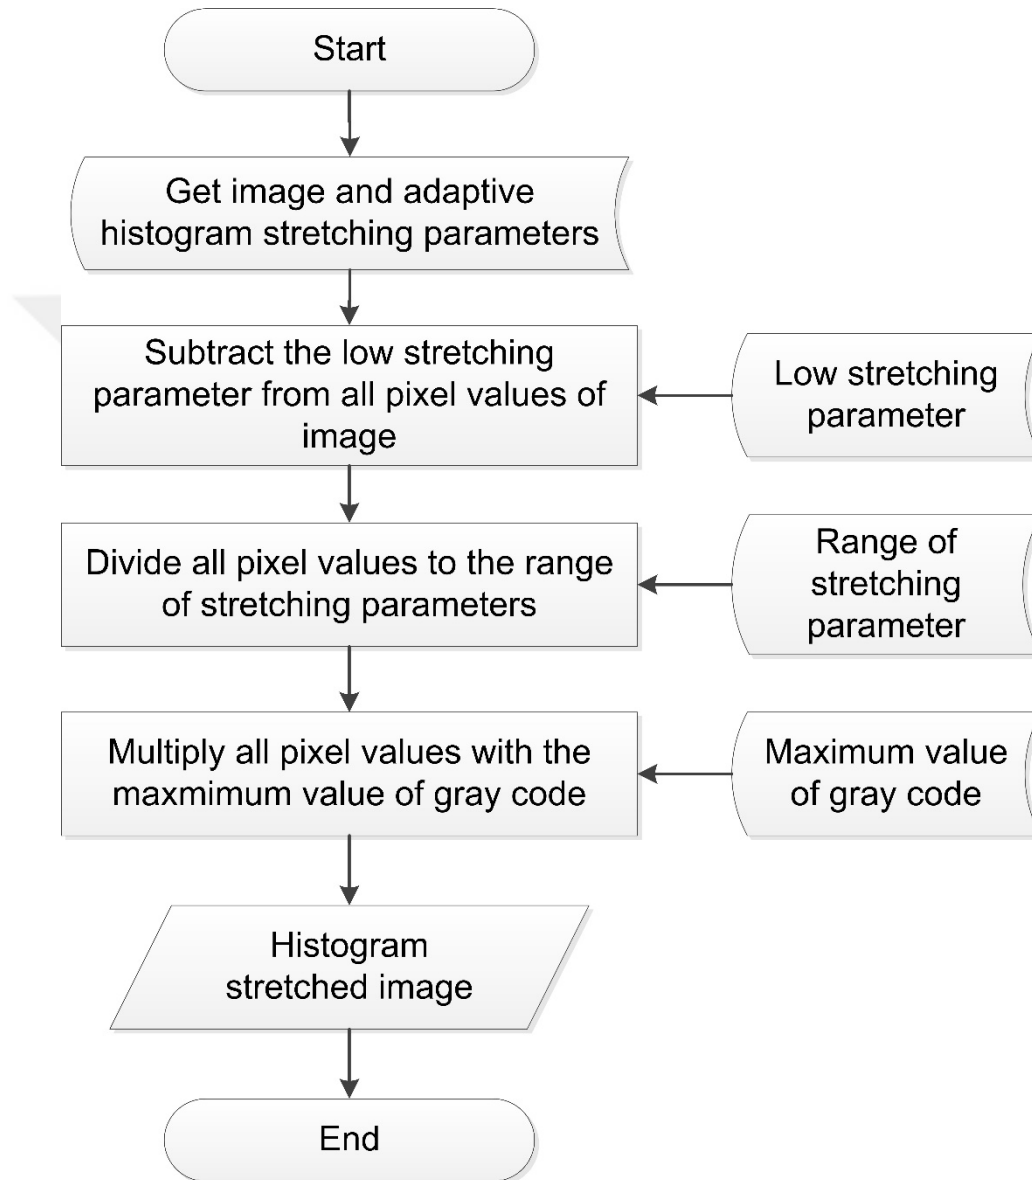 Start
Get image and adaptive
histogram stretching parameters
Subtract the low stretching
parameter from all pixel values of
image
Low stretching
parameter
Divide all pixel values to the range
of stretching parameters
Range of
stretching
parameter
Multiply all pixel values with the
maxmimum value of gray code
Maximum value
of gray code
Histogram
stretched image
End